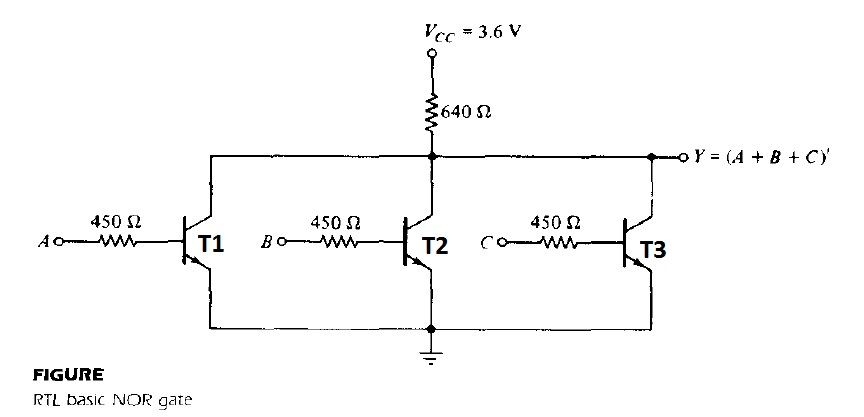 V_CC = 3.6 V
640 Ω
Y = (A + B + C)'
450 Ω
450 Ω
450 Ω
A
T1
B
T2
C
T3
FIGURE
RTL basic NOR gate